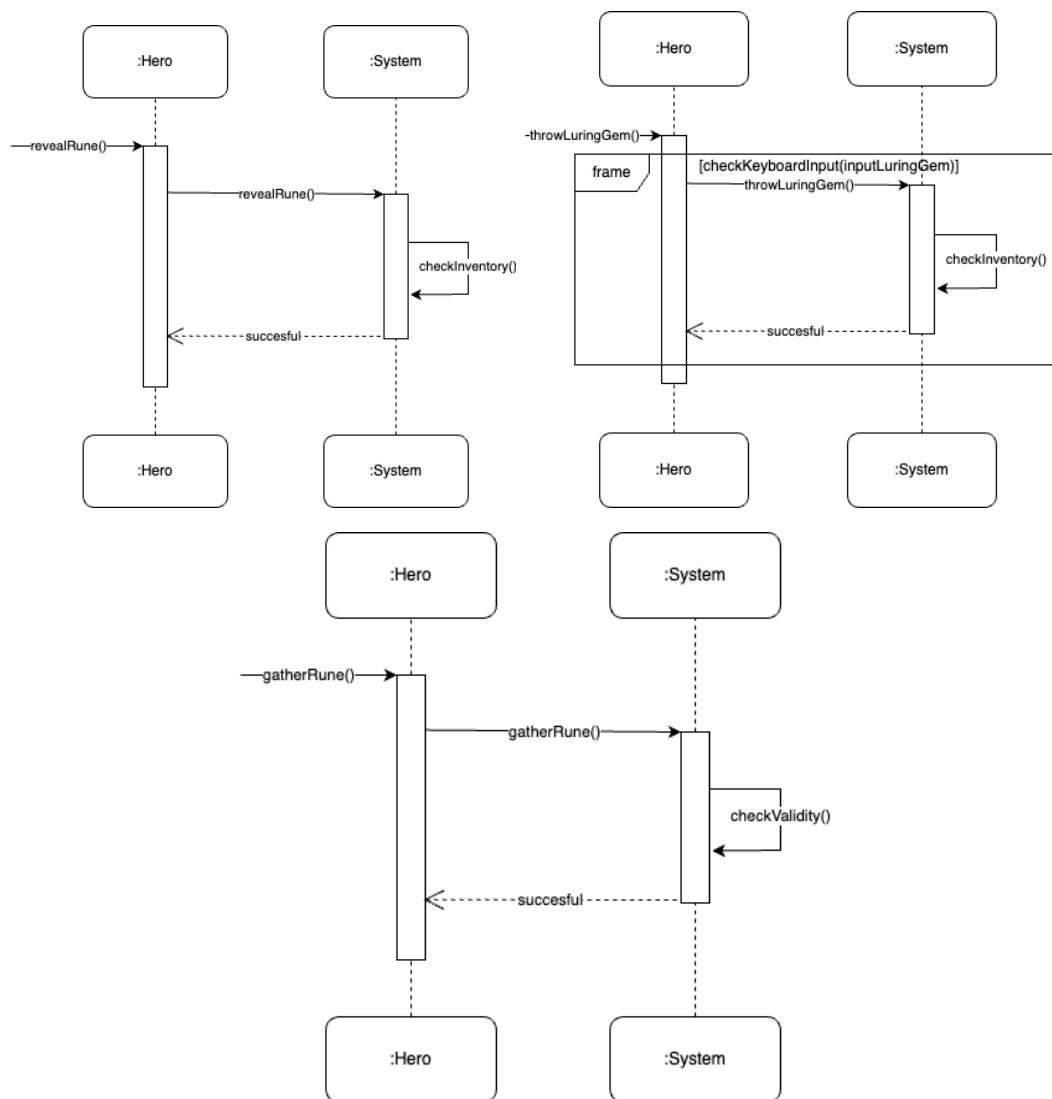 :Hero
:System
revealRune()
revealRune()
checkInventory()
succesful
:Hero
:System
:Hero
:System
throwLuringGem()
frame
[checkKeyboardInput(inputLuringGem)]
throwLuringGem()
checkInventory()
succesful
:Hero
:System
:Hero
:System
gatherRune()
gatherRune()
checkValidity()
succesful
:Hero
:System